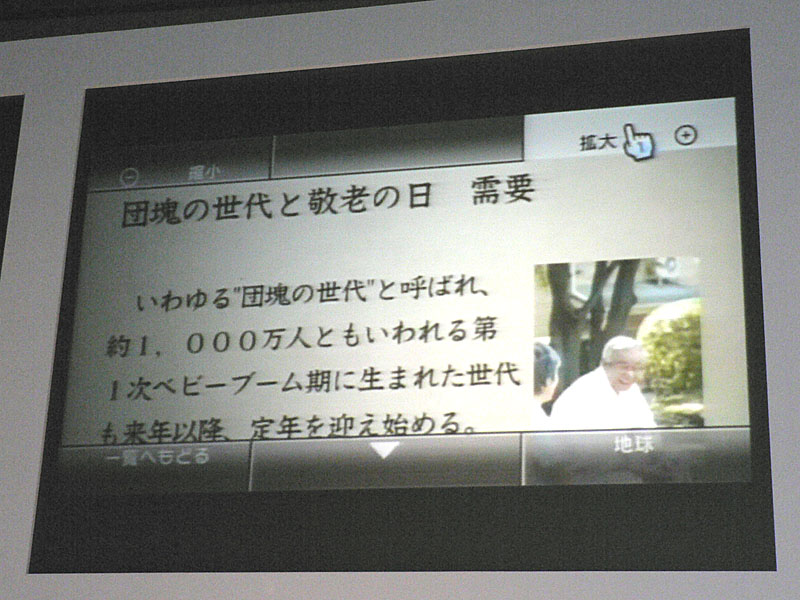 縮小
拡大
団塊の世代と敬老の日 需要
いわゆる"団塊の世代"と呼ばれ、
約１，０００万人ともいわれる第
１次ベビーブーム期に生まれた世代
も来年以降、定年を迎え始める。
一覧へもどる
地球